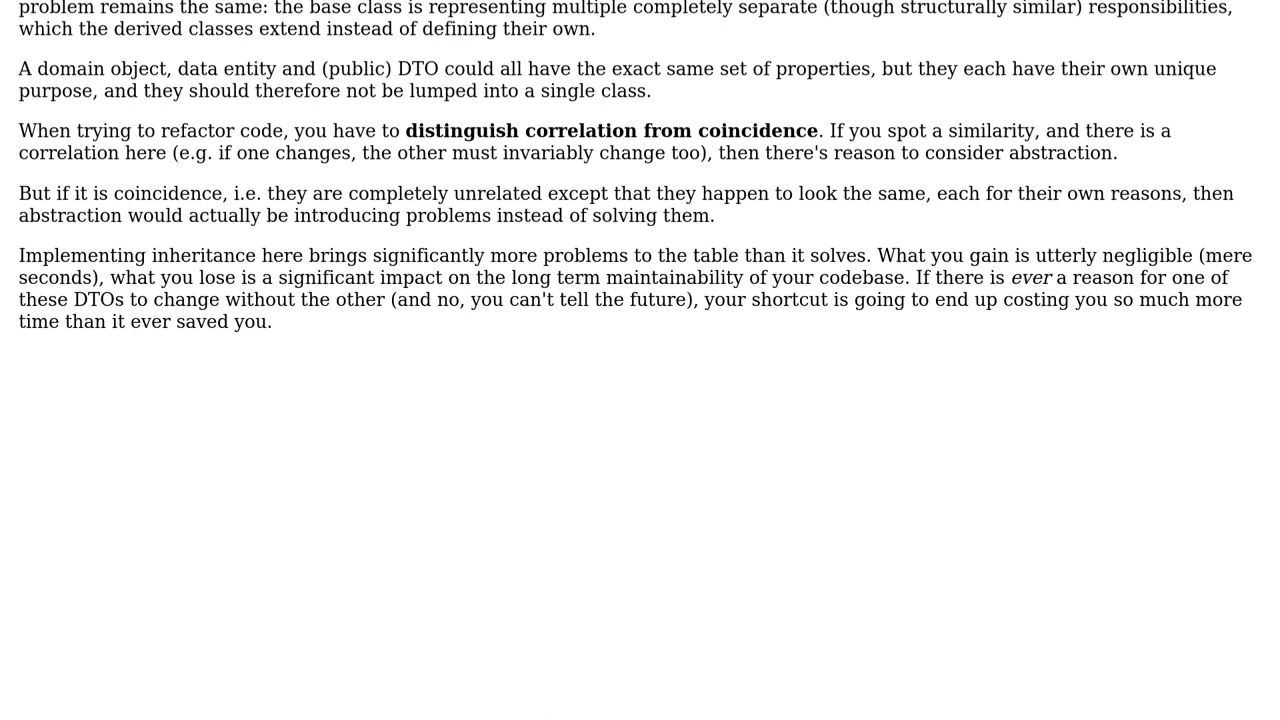 problem remains the same: the base class is representing multiple completely separate (though structurally similar) responsibilities,
which the derived classes extend instead of defining their own.
A domain object, data entity and (public) DTO could all have the exact same set of properties, but they each have their own unique
purpose, and they should therefore not be lumped into a single class.
When trying to refactor code, you have to distinguish correlation from coincidence. If you spot a similarity, and there is a
correlation here (e.g. if one changes, the other must invariably change too), then there's reason to consider abstraction.
But if it is coincidence, i.e. they are completely unrelated except that they happen to look the same, each for their own reasons, then
abstraction would actually be introducing problems instead of solving them.
Implementing inheritance here brings significantly more problems to the table than it solves. What you gain is utterly negligible (mere
seconds), what you lose is a significant impact on the long term maintainability of your codebase. If there is ever a reason for one of
these DTOs to change without the other (and no, you can't tell the future), your shortcut is going to end up costing you so much more
time than it ever saved you.